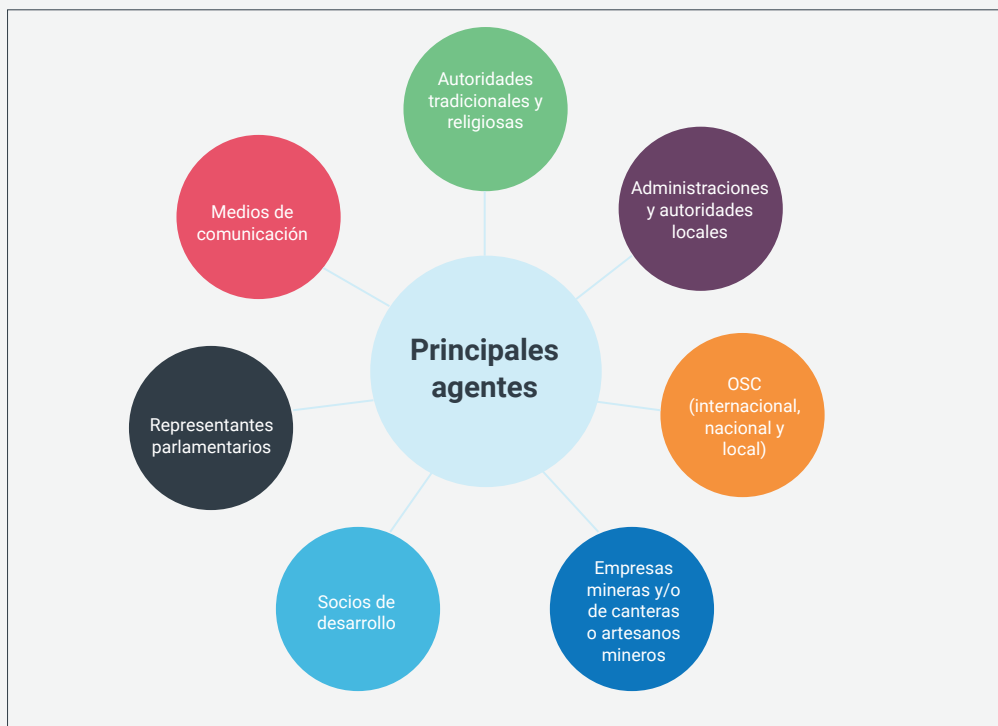 Autoridades
tradicionales y
religiosas
Administraciones
y autoridades
locales
Medios de
comunicación
Principales
agentes
OSC
(internacional,
nacional y
local)
Representantes
parlamentarios
Empresas
mineras y/o
de canteras
o artesanos
mineros
Socios de
desarrollo